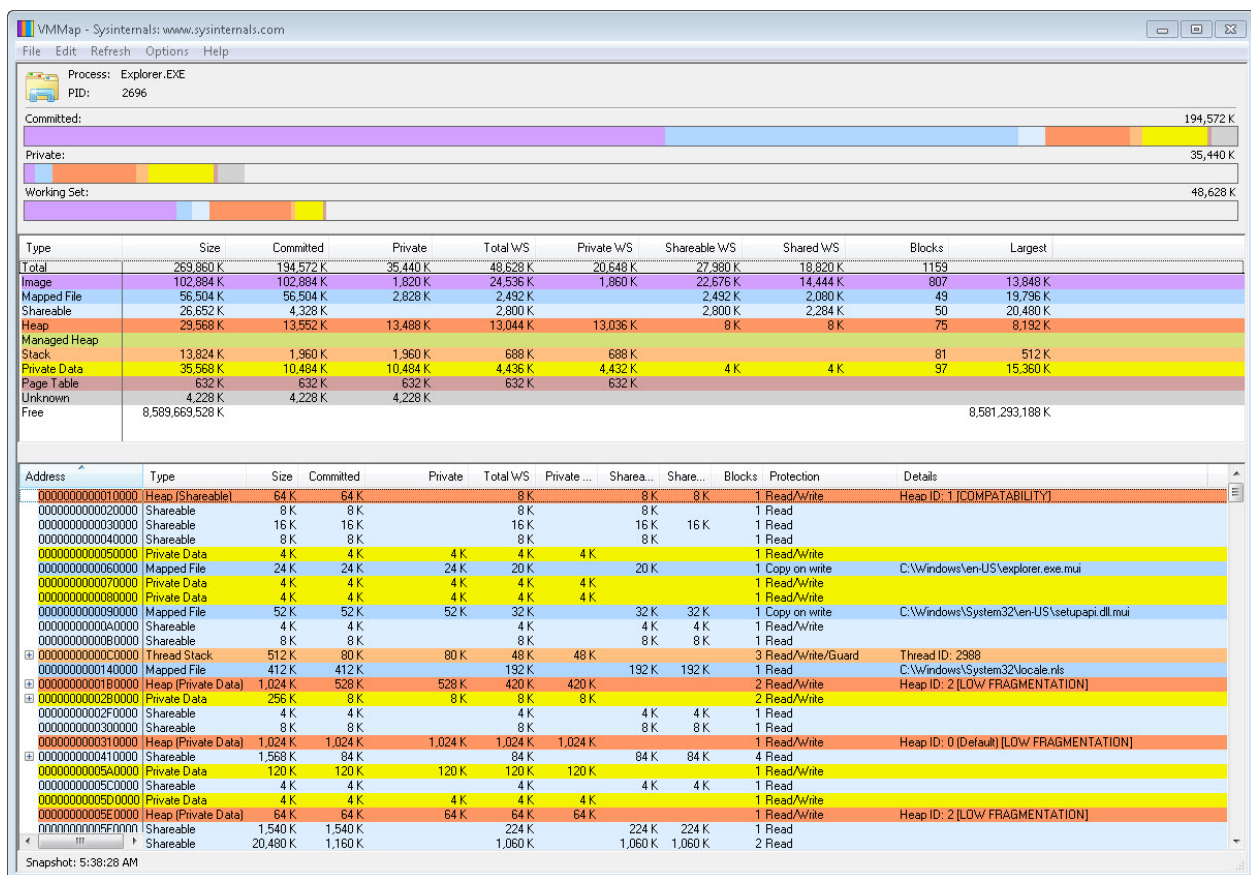 VMMap - Sysinternals: www.sysinternals.com
File Edit Refresh Options Help
Process: Explorer.EXE
PID: 2696
Committed: 194,572 K
Private: 35,440 K
Working Set: 48,628 K
Type Size Committed Private Total WS Private WS Shareable WS Shared WS Blocks Largest
Total 269,860 K 194,572 K 35,440 K 48,628 K 20,648 K 27,980 K 18,820 K 1159
Image 102,884 K 102,884 K 1,820 K 24,536 K 1,860 K 22,676 K 14,444 K 807 13,848 K
Mapped File 56,504 K 56,504 K 2,828 K 2,492 K 2,492 K 2,080 K 49 19,796 K
Shareable 26,652 K 4,328 K 2,800 K 2,800 K 2,284 K 50 20,480 K
Heap 29,568 K 13,552 K 13,488 K 13,044 K 13,036 K 8 K 8 K 75 8,192 K
Managed Heap
Stack 13,824 K 1,960 K 1,960 K 688 K 688 K 81 512 K
Private Data 35,568 K 10,484 K 10,484 K 4,436 K 4,432 K 4 K 4 K 97 15,360 K
Page Table 632 K 632 K 632 K 632 K 632 K
Unknown 4,228 K 4,228 K 4,228 K
Free 8,589,669,528 K 8,581,293,188 K
Address Type Size Committed Private Total WS Private ... Sharea... Share... Blocks Protection Details
0000000000010000 Heap (Shareable) 64 K 64 K 8 K 8 K 8 K 1 Read/Write Heap ID: 1 [COMPATABILITY]
0000000000020000 Shareable 8 K 8 K 8 K 8 K 1 Read
0000000000030000 Shareable 16 K 16 K 16 K 16 K 16 K 1 Read
0000000000040000 Shareable 8 K 8 K 8 K 8 K 1 Read
0000000000050000 Private Data 4 K 4 K 4 K 4 K 4 K 1 Read/Write
0000000000060000 Mapped File 24 K 24 K 24 K 20 K 20 K 1 Copy on write C:\Windows\en-US\explorer.exe.mui
0000000000070000 Private Data 4 K 4 K 4 K 4 K 4 K 1 Read/Write
0000000000080000 Private Data 4 K 4 K 4 K 4 K 4 K 1 Read/Write
0000000000090000 Mapped File 52 K 52 K 52 K 32 K 32 K 32 K 1 Copy on write C:\Windows\System32\en-US\setupapi.dll.mui
00000000000A0000 Shareable 4 K 4 K 4 K 4 K 4 K 1 Read/Write
00000000000B0000 Shareable 8 K 8 K 8 K 8 K 8 K 1 Read
00000000000C0000 Thread Stack 512 K 80 K 80 K 48 K 48 K 3 Read/Write/Guard Thread ID: 2988
0000000000140000 Mapped File 412 K 412 K 192 K 192 K 192 K 1 Read C:\Windows\System32\locale.nls
00000000001B0000 Heap (Private Data) 1,024 K 528 K 528 K 420 K 420 K 2 Read/Write Heap ID: 2 [LOW FRAGMENTATION]
00000000002B0000 Private Data 256 K 8 K 8 K 8 K 8 K 2 Read/Write
00000000002F0000 Shareable 4 K 4 K 4 K 4 K 4 K 1 Read
0000000000300000 Shareable 8 K 8 K 8 K 8 K 8 K 1 Read
0000000000310000 Heap (Private Data) 1,024 K 1,024 K 1,024 K 1,024 K 1,024 K 1 Read/Write Heap ID: 0 (Default) [LOW FRAGMENTATION]
0000000000410000 Shareable 1,568 K 84 K 84 K 84 K 84 K 4 Read
00000000005A0000 Private Data 120 K 120 K 120 K 120 K 120 K 1 Read/Write
00000000005C0000 Shareable 4 K 4 K 4 K 4 K 4 K 1 Read
00000000005D0000 Private Data 4 K 4 K 4 K 4 K 4 K 1 Read/Write
00000000005E0000 Heap (Private Data) 64 K 64 K 64 K 64 K 64 K 1 Read/Write Heap ID: 2 [LOW FRAGMENTATION]
00000000005F0000 Shareable 1,540 K 1,540 K 224 K 224 K 224 K 1 Read
Shareable 20,480 K 1,160 K 1,060 K 1,060 K 1,060 K 2 Read
Snapshot: 5:38:28 AM